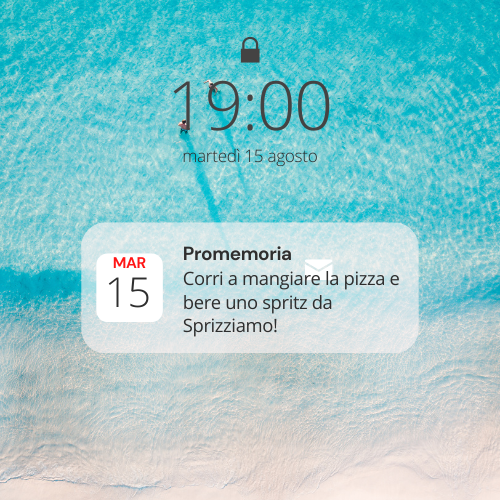 19:00
martedì 15 agosto
MAR
15
Promemoria
Corri a mangiare la pizza e
bere uno spritz da
Sprizziamo!